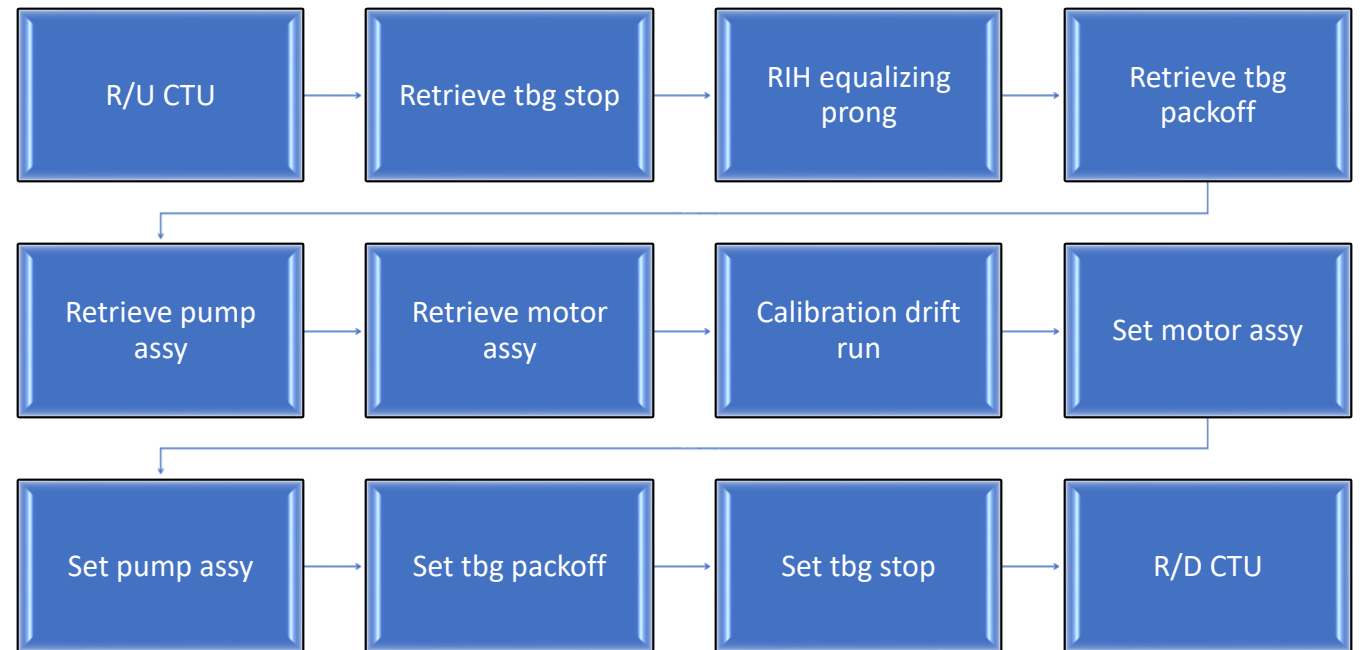 R/U CTU
Retrieve tbg stop
RIH equalizing
prong
Retrieve tbg
packoff
Retrieve pump
assy
Retrieve motor
assy
Calibration drift
run
Set motor assy
Set pump assy
Set tbg packoff
Set tbg stop
R/D CTU